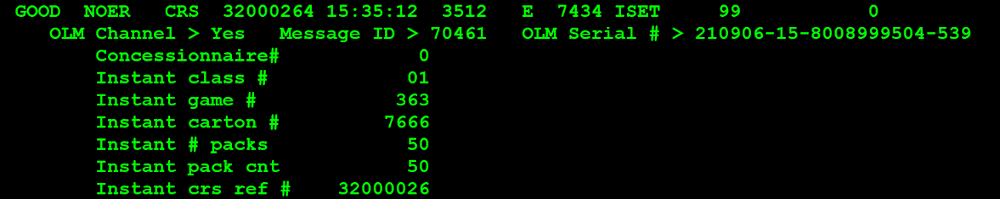 GOOD NOER CRS 32000264 15:35:12 3512 E 7434 ISET 99 0
OLM Channel > Yes Message ID > 70461 OLM Serial # > 210906-15-8008999504-539
Concessionnaire# 0
Instant class # 01
Instant game # 363
Instant carton # 7666
Instant # packs 50
Instant pack cnt 50
Instant crs ref # 32000026